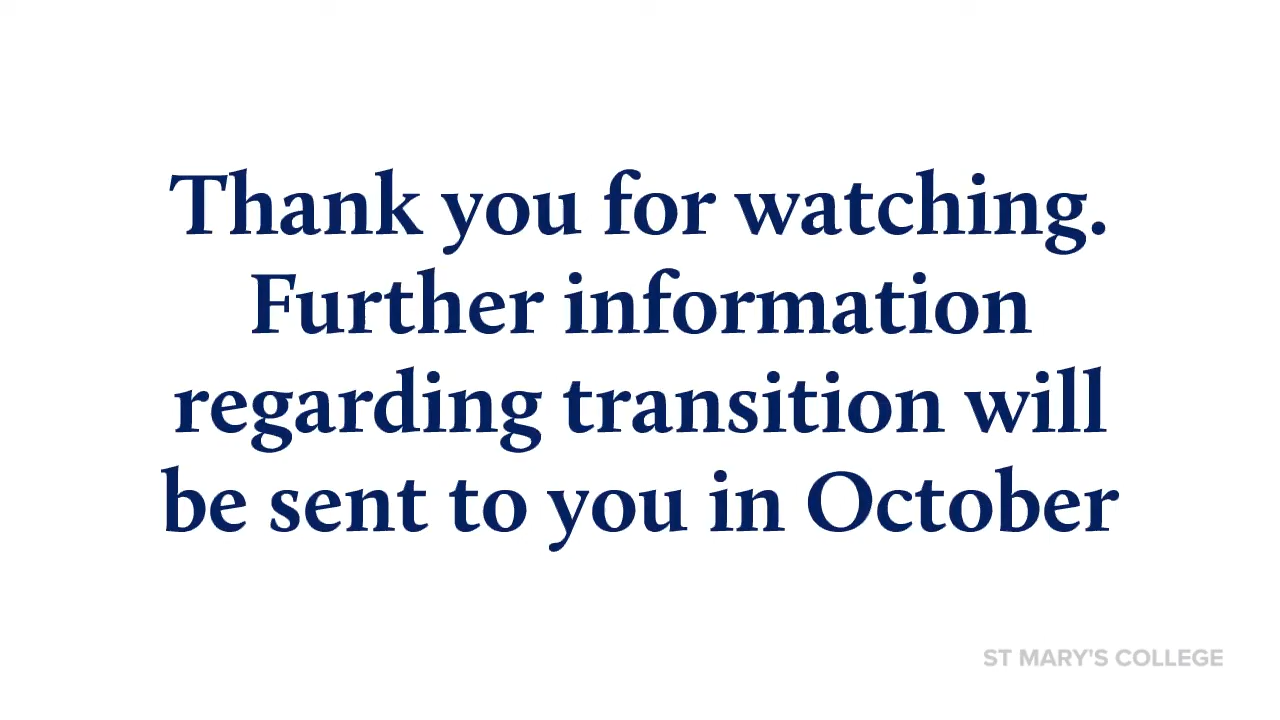 Thank you for watching.
Further information
regarding transition will
be sent to you in October
ST MARY'S COLLEGE